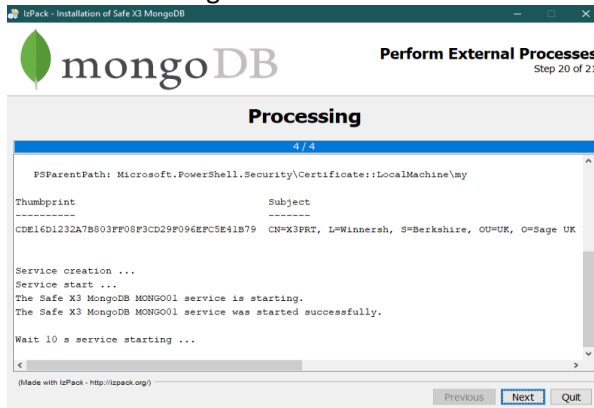 IzPack - Installation of Safe X3 MongoDB
mongoDB
Perform External Processes
Step 20 of 21
Processing
4 / 4
PSParentPath: Microsoft.PowerShell.Security\Certificate::LocalMachine\my
Thumbprint Subject
---------- -------
CDE16D1232A7B803FF08F3CD29F096EFC5E41B79 CN=X3PRT, L=Winnersh, S=Berkshire, OU=UK, O=Sage UK
Service creation ...
Service start ...
The Safe X3 MongoDB MONGO01 service is starting.
The Safe X3 MongoDB MONGO01 service was started successfully.
Wait 10 s service starting ...
(Made with IzPack - http://izpack.org/)
Previous Next Quit